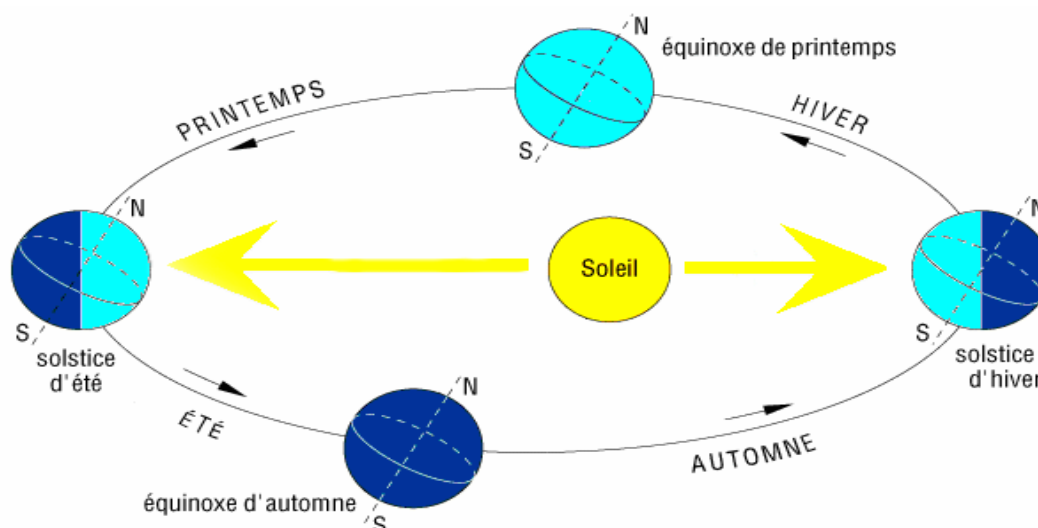 N
équinoxe de printemps
PRINTEMPS
HIVER
S
N
N
Soleil
S
S
solstice
d'été
solstice
d'hiver
N
ÉTÉ
AUTOMNE
équinoxe d'automne
S